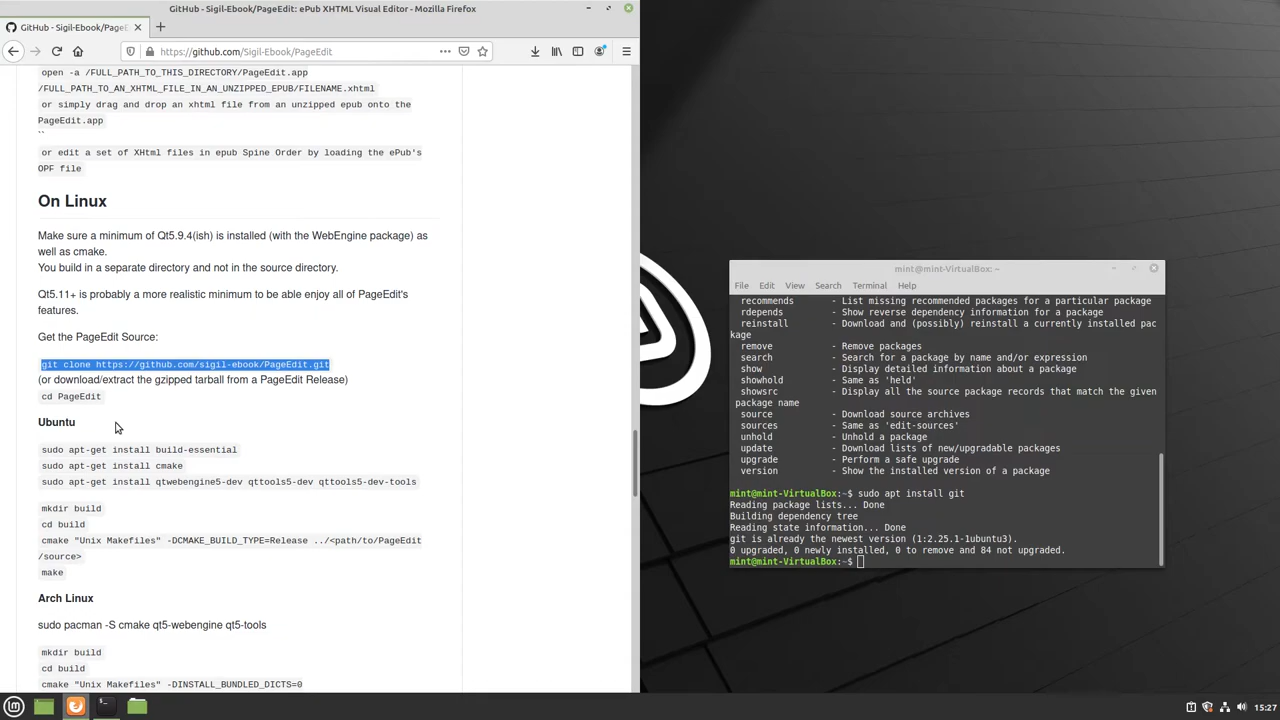 GitHub - Sigil-Ebook/PageEdit: ePub XHTML Visual Editor - Mozilla Firefox
GitHub - Sigil-Ebook/PageE
https://github.com/Sigil-Ebook/PageEdit
open -a /FULL_PATH_TO_THIS_DIRECTORY/PageEdit.app
/FULL_PATH_TO_AN_XHTML_FILE_IN_AN_UNZIPPED_EPUB/FILENAME.xhtml
or simply drag and drop an xhtml file from an unzipped epub onto the
PageEdit.app
``
or edit a set of XHtml files in epub Spine Order by loading the ePub's
OPF file
On Linux
Make sure a minimum of Qt5.9.4(ish) is installed (with the WebEngine package) as
well as cmake.
You build in a separate directory and not in the source directory.
Qt5.11+ is probably a more realistic minimum to be able enjoy all of PageEdit's
features.
Get the PageEdit Source:
git clone https://github.com/sigil-ebook/PageEdit.git
(or download/extract the gzipped tarball from a PageEdit Release)
cd PageEdit
Ubuntu
sudo apt-get install build-essential
sudo apt-get install cmake
sudo apt-get install qtwebengine5-dev qttools5-dev qttools5-dev-tools
mkdir build
cd build
cmake "Unix Makefiles" -DCMAKE_BUILD_TYPE=Release ../<path/to/PageEdit
/source>
make
Arch Linux
sudo pacman -S cmake qt5-webengine qt5-tools
mkdir build
cd build
cmake "Unix Makefiles" -DINSTALL_BUNDLED_DICTS=0
mint@mint-VirtualBox: ~
File Edit View Search Terminal Help
recommends - List missing recommended packages for a particular package
rdepends - Show reverse dependency information for a package
reinstall - Download and (possibly) reinstall a currently installed pac
kage
remove - Remove packages
search - Search for a package by name and/or expression
show - Display detailed information about a package
showhold - Same as 'held'
showsrc - Display all the source package records that match the given
package name
source - Download source archives
sources - Same as 'edit-sources'
unhold - Unhold a package
update - Download lists of new/upgradable packages
upgrade - Perform a safe upgrade
version - Show the installed version of a package
mint@mint-VirtualBox:~$ sudo apt install git
Reading package lists... Done
Building dependency tree
Reading state information... Done
git is already the newest version (1:2.25.1-1ubuntu3).
0 upgraded, 0 newly installed, 0 to remove and 84 not upgraded.
mint@mint-VirtualBox:~$
15:27